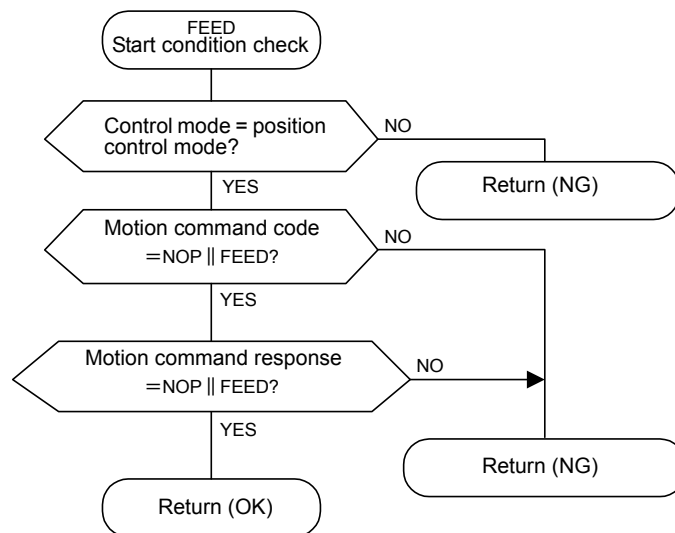 FEED
Start condition check
Control mode = position
control mode?
NO
Return (NG)
YES
Motion command code
=NOP || FEED?
NO
YES
Motion command response
=NOP || FEED?
NO
YES
Return (NG)
Return (OK)